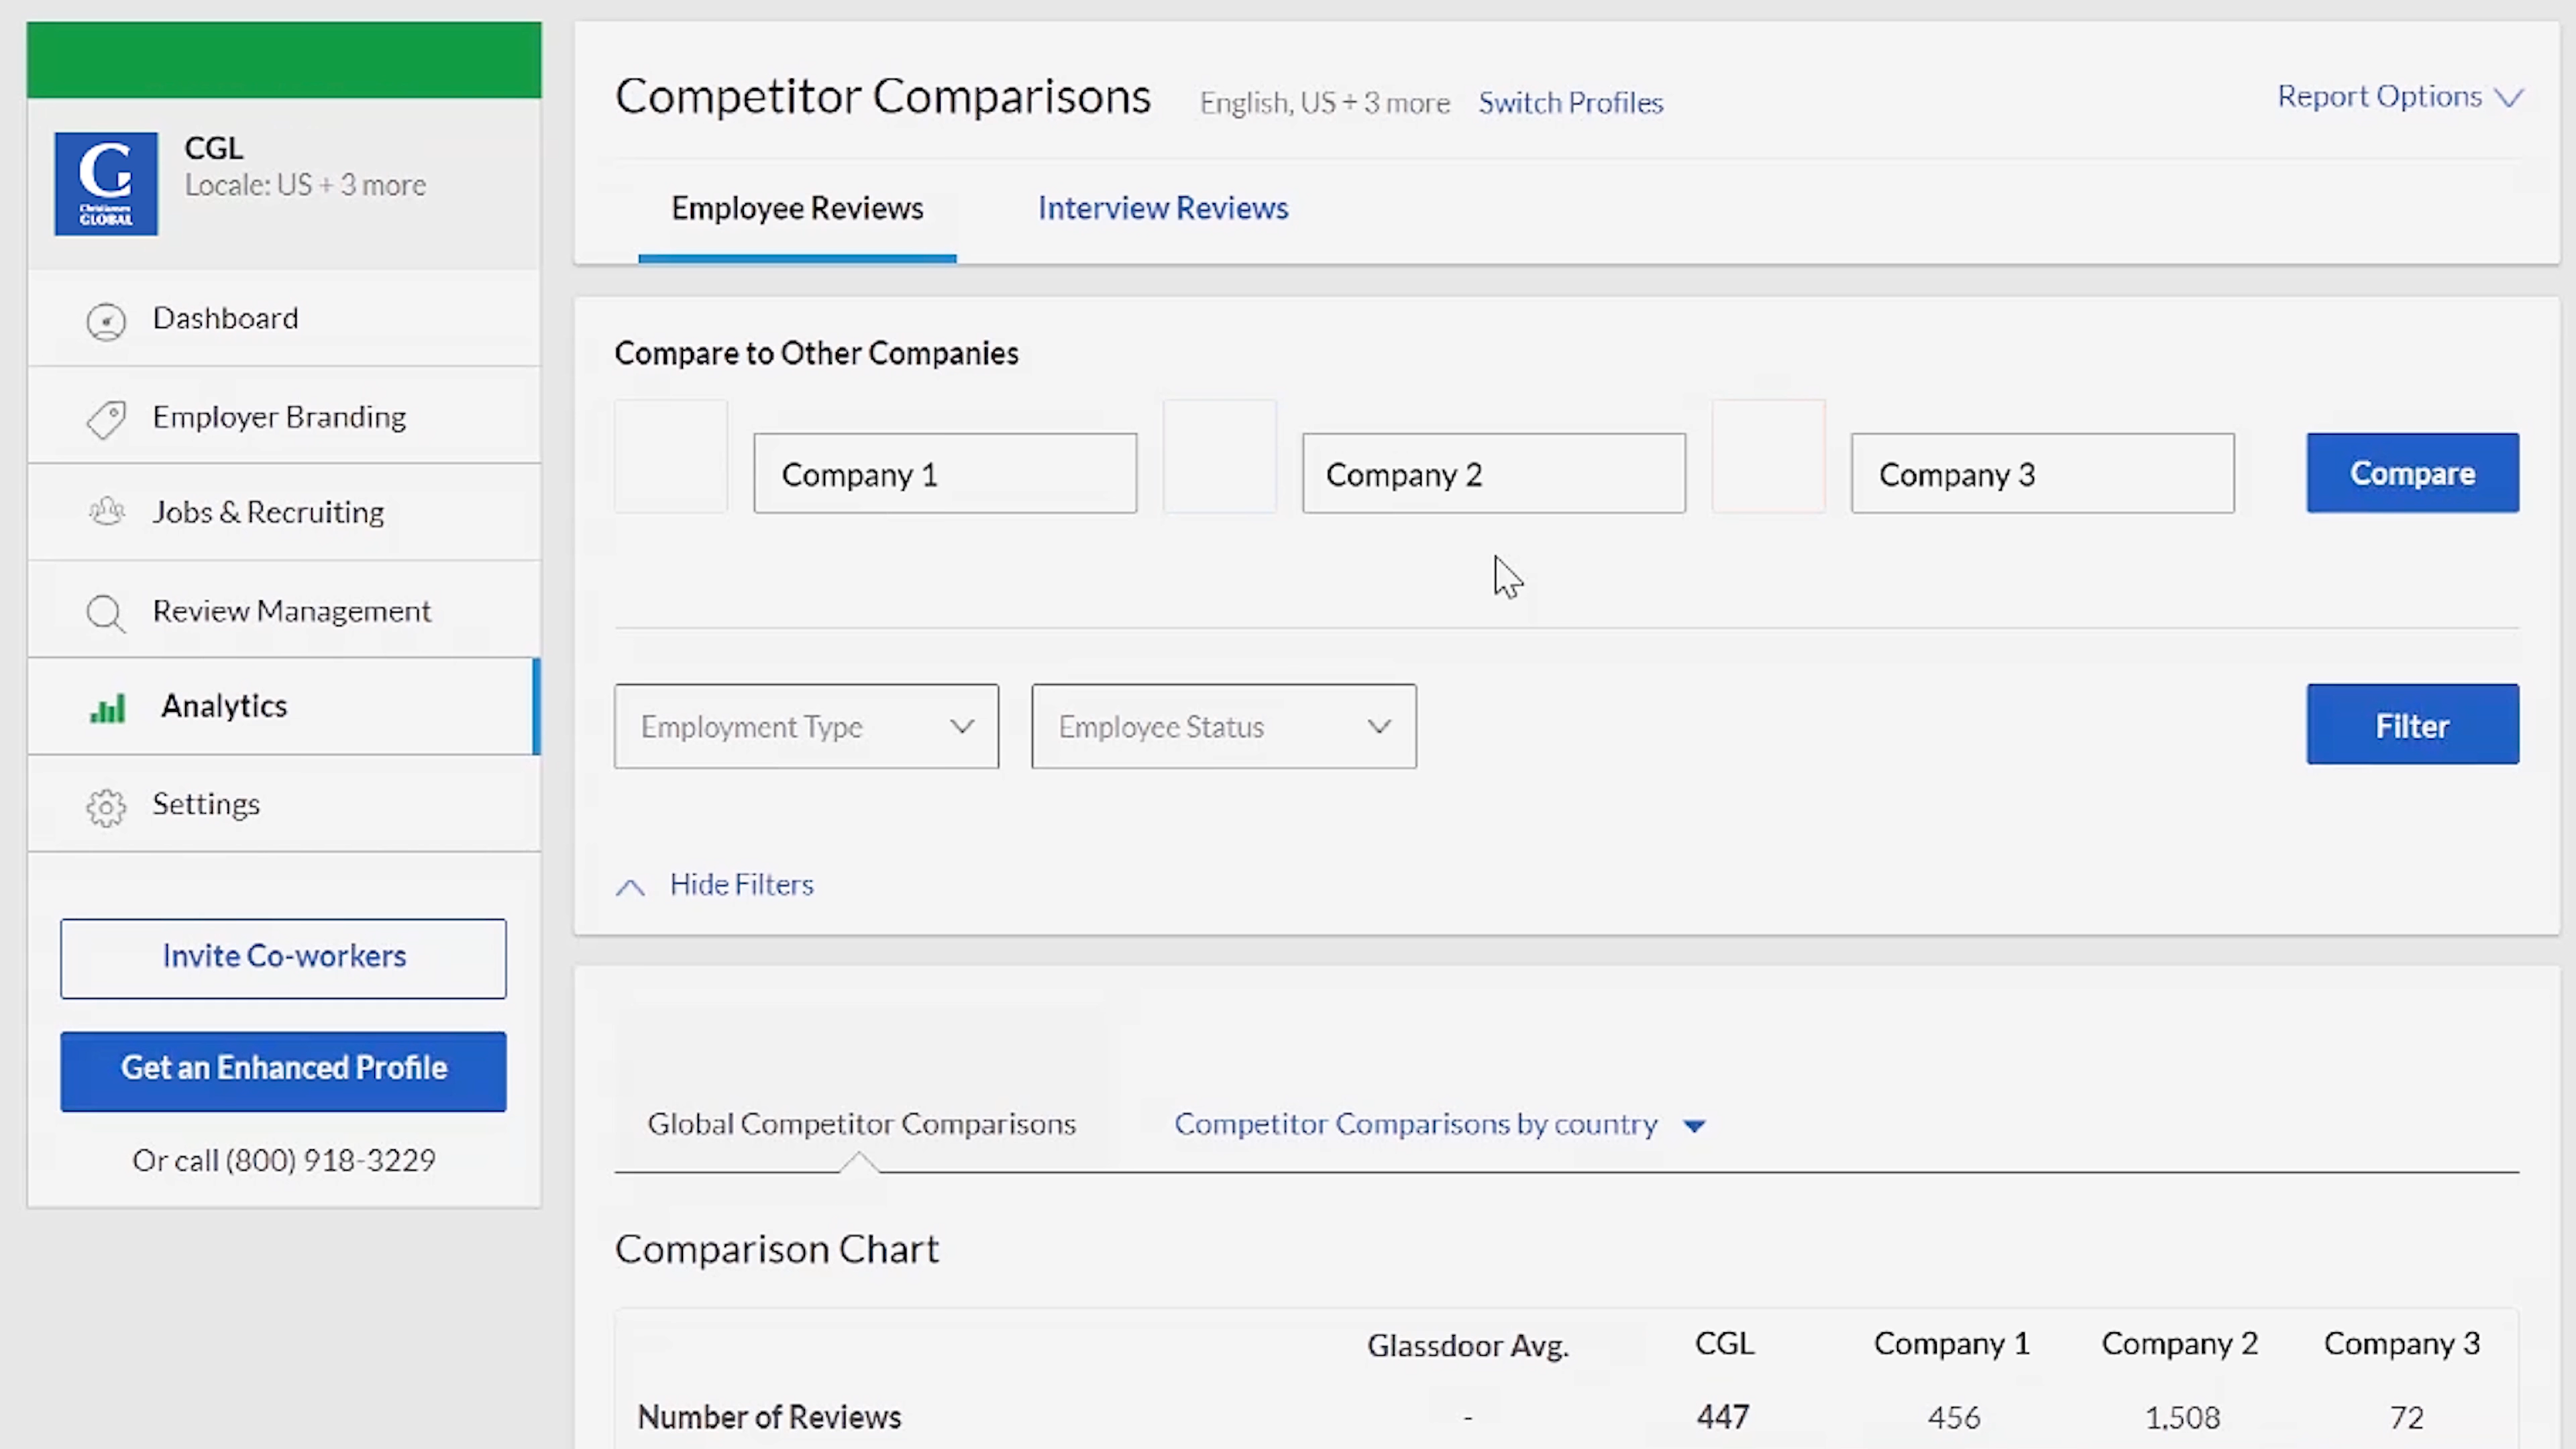 CGL
Locale: US + 3 more
G
GLOBAL
Dashboard
Employer Branding
Jobs & Recruiting
Review Management
Analytics
Settings
Invite Co-workers
Get an Enhanced Profile
Or call (800) 918-3229
Competitor Comparisons English, US + 3 more Switch Profiles Report Options
Employee Reviews Interview Reviews
Compare to Other Companies
Company 1 Company 2 Company 3 Compare
Employment Type Employee Status Filter
Hide Filters
Global Competitor Comparisons Competitor Comparisons by country
Comparison Chart
Glassdoor Avg. CGL Company 1 Company 2 Company 3
Number of Reviews - 447 456 1,508 72